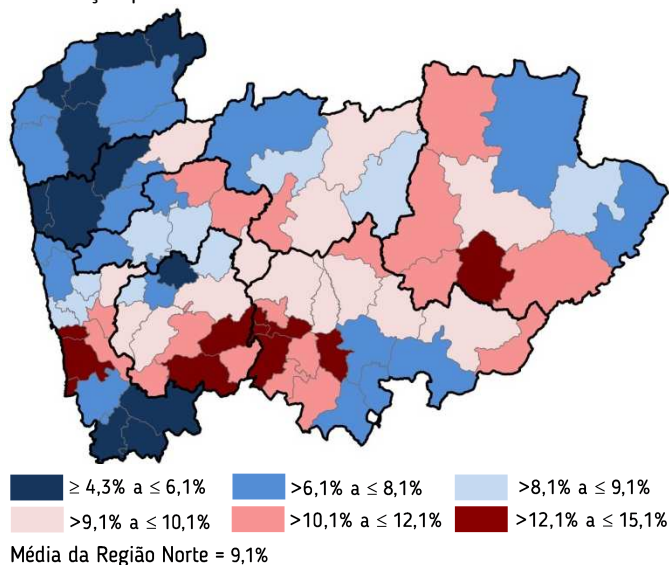 ≥ 4,3% a ≤ 6,1% >6,1% a ≤ 8,1% >8,1% a ≤ 9,1%
>9,1% a ≤ 10,1% >10,1% a ≤ 12,1% >12,1% a ≤ 15,1%
Média da Região Norte = 9,1%